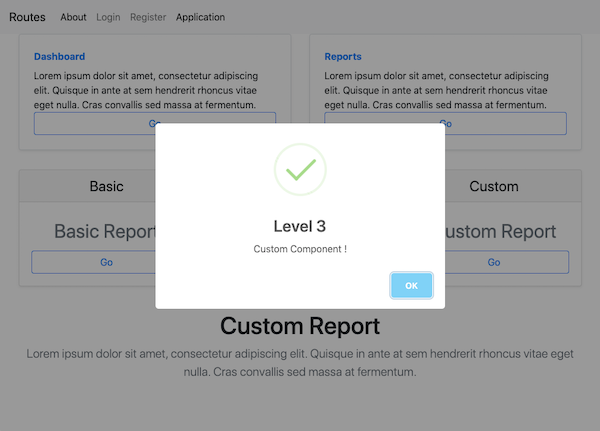 Routes About Login Register Application
Dashboard
Lorem ipsum dolor sit amet, consectetur adipiscing
elit. Quisque in ante at sem hendrerit rhoncus vitae
eget nulla. Cras convallis sed massa at fermentum.
Go
Reports
Lorem ipsum dolor sit amet, consectetur adipiscing
elit. Quisque in ante at sem hendrerit rhoncus vitae
eget nulla. Cras convallis sed massa at fermentum.
Go
Basic
Basic Report
Go
Level 3
Custom Component !
OK
Custom
ustom Report
Go
Custom Report
Lorem ipsum dolor sit amet, consectetur adipiscing elit. Quisque in ante at sem hendrerit rhoncus vitae eget
nulla. Cras convallis sed massa at fermentum.